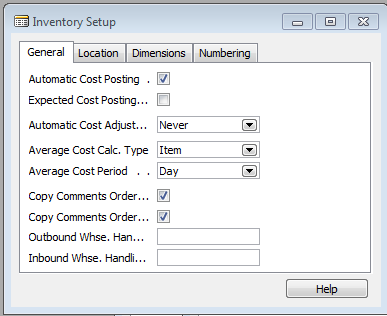 Inventory Setup
General Location Dimensions Numbering
Automatic Cost Posting .
Expected Cost Posting...
Automatic Cost Adjust... Never
Average Cost Calc. Type Item
Average Cost Period . . Day
Copy Comments Order...
Copy Comments Order...
Outbound Whse. Han...
Inbound Whse. Handli...
Help